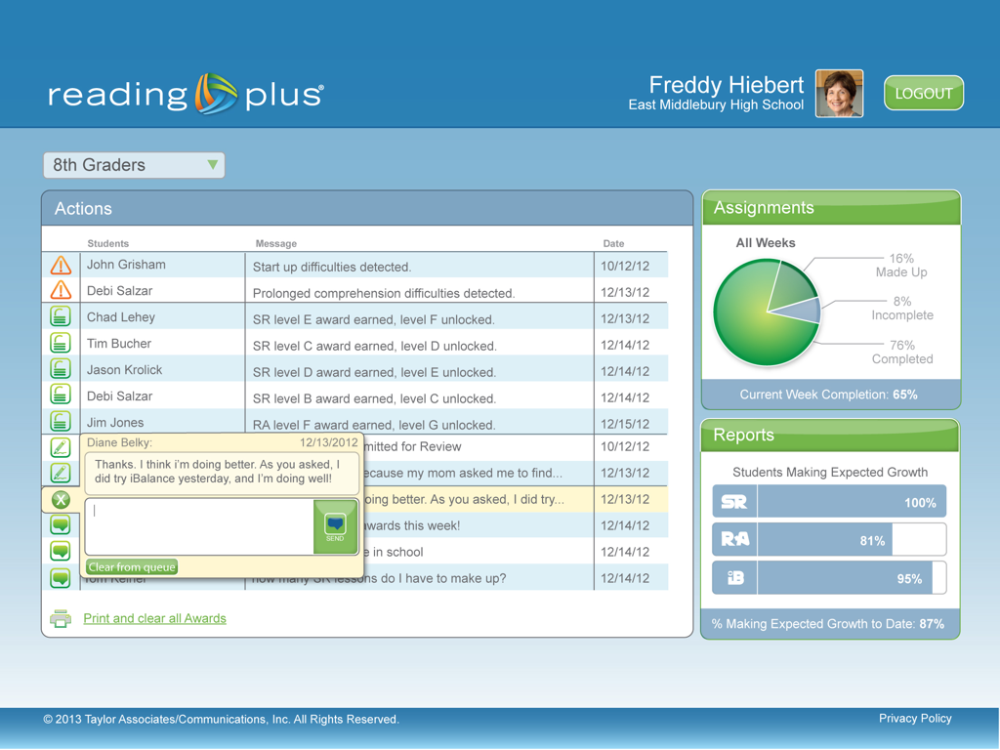 reading plus®
Freddy Hiebert
East Middlebury High School
LOGOUT
8th Graders
Actions
Students Message Date
John Grisham Start up difficulties detected. 10/12/12
Debi Salzar Prolonged comprehension difficulties detected. 12/13/12
Chad Lehey SR level E award earned, level F unlocked. 12/13/12
Tim Bucher SR level C award earned, level D unlocked. 12/14/12
Jason Krolick SR level D award earned, level E unlocked. 12/14/12
Debi Salzar SR level B award earned, level C unlocked. 12/14/12
Jim Jones RA level F award earned, level G unlocked. 12/15/12
mitted for Review 10/12/12
ecause my mom asked me to find... 12/13/12
oing better. As you asked, I did try... 12/13/12
awards this week! 12/14/12
e in school 12/14/12
how many SR lessons do I have to make up? 12/14/12
Diane Belky: 12/13/2012
Thanks. I think i'm doing better. As you asked, I
did try iBalance yesterday, and I'm doing well!
SEND
Clear from queue
Print and clear all Awards
Assignments
All Weeks
16%
Made Up
8%
Incomplete
76%
Completed
Current Week Completion: 65%
Reports
Students Making Expected Growth
SR 100%
RA 81%
iB 95%
% Making Expected Growth to Date: 87%
© 2013 Taylor Associates/Communications, Inc. All Rights Reserved.
Privacy Policy